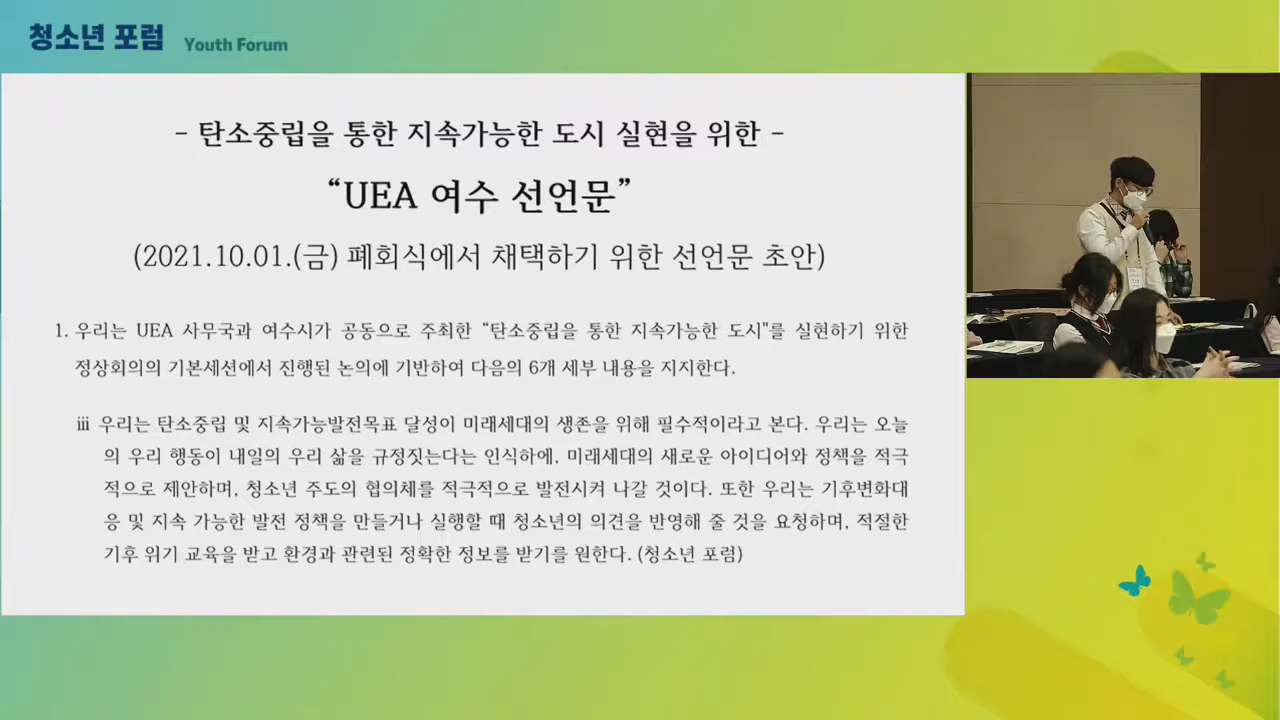 청소년 포럼 Youth Forum
- 탄소중립을 통한 지속가능한 도시 실현을 위한 -
“UEA 여수 선언문”
(2021.10.01.(금) 폐회식에서 채택하기 위한 선언문 초안)
1. 우리는 UEA 사무국과 여수시가 공동으로 주최한 “탄소중립을 통한 지속가능한 도시"를 실현하기 위한
정상회의의 기본세션에서 진행된 논의에 기반하여 다음의 6개 세부 내용을 지지한다.
iii 우리는 탄소중립 및 지속가능발전목표 달성이 미래세대의 생존을 위해 필수적이라고 본다. 우리는 오늘
의 우리 행동이 내일의 우리 삶을 규정짓는다는 인식하에, 미래세대의 새로운 아이디어와 정책을 적극
적으로 제안하며, 청소년 주도의 협의체를 적극적으로 발전시켜 나갈 것이다. 또한 우리는 기후변화대
응 및 지속 가능한 발전 정책을 만들거나 실행할 때 청소년의 의견을 반영해 줄 것을 요청하며, 적절한
기후 위기 교육을 받고 환경과 관련된 정확한 정보를 받기를 원한다. (청소년 포럼)